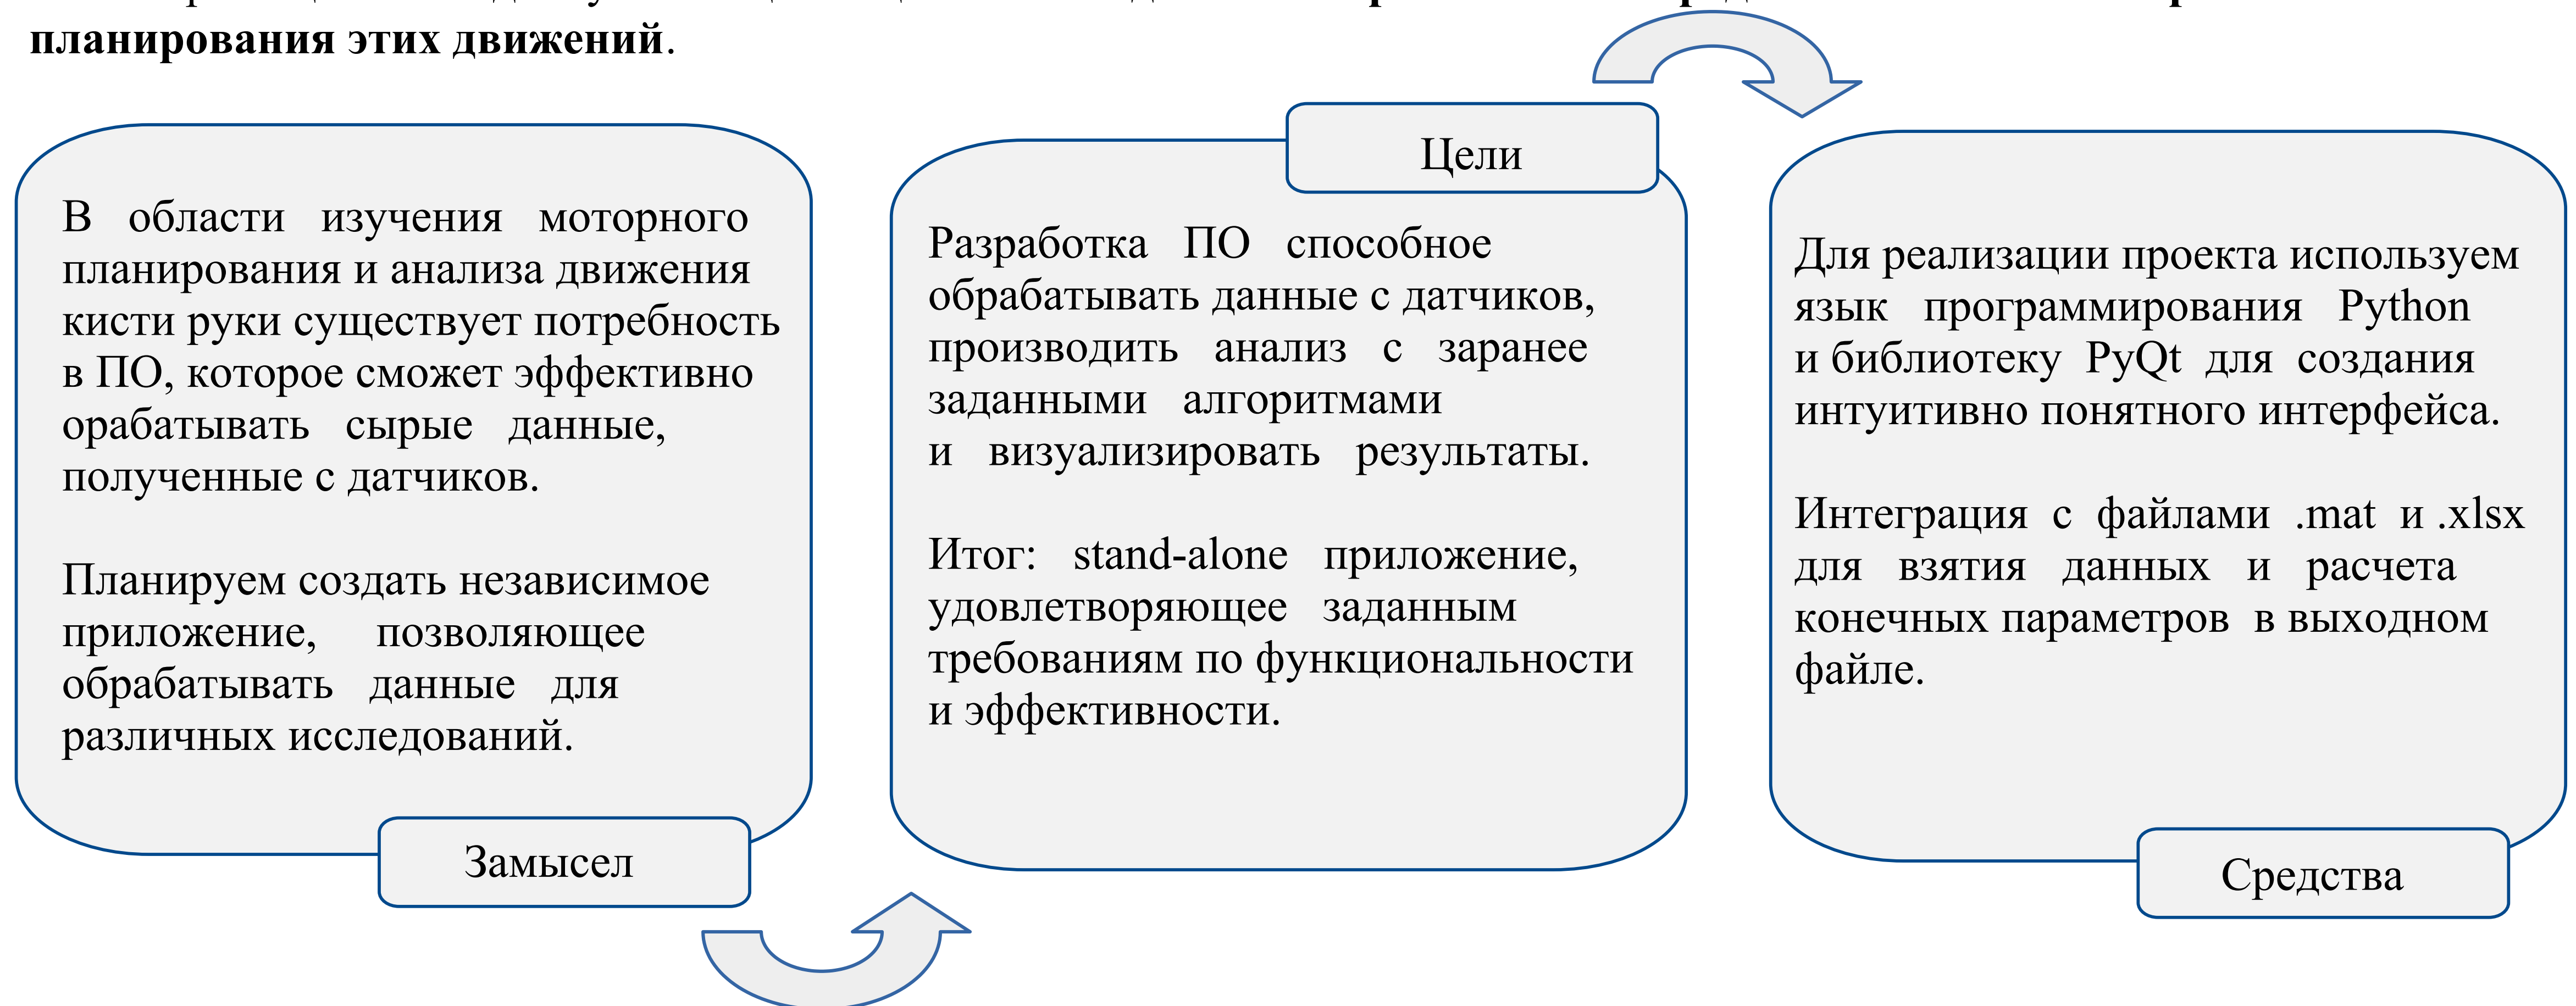 планирования этих движений.
В области изучения моторного
планирования и анализа движения
кисти руки существует потребность
в ПО, которое сможет эффективно
орабатывать сырые данные,
полученные с датчиков.
Планируем создать независимое
приложение, позволяющее
обрабатывать данные для
различных исследований.
Замысел
Цели
Разработка ПО способное
обрабатывать данные с датчиков,
производить анализ с заранее
заданными алгоритмами
и визуализировать результаты.
Итог: stand-alone приложение,
удовлетворяющее заданным
требованиям по функциональности
и эффективности.
Для реализации проекта используем
язык программирования Python
и библиотеку PyQt для создания
интуитивно понятного интерфейса.
Интеграция с файлами .mat и .xlsx
для взятия данных и расчета
конечных параметров в выходном
файле.
Средства